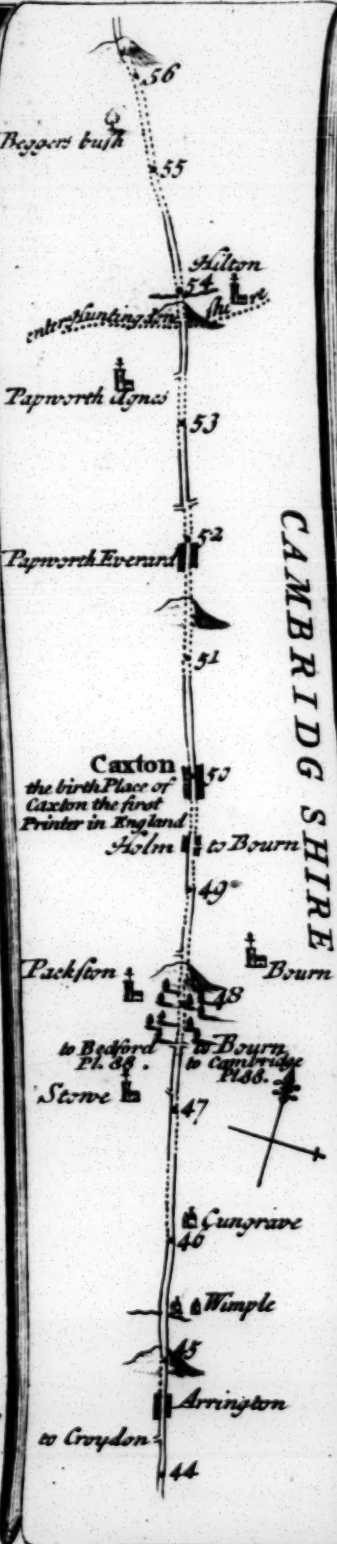 56
Beggers bush
55
Hilton
54
enter Huntingdon shire
Papworth Agnes
53
52
Papworth Everard
51
CAMBRIDG SHIRE
Caxton
50
the birth Place of
Caxton the first
Printer in England
Holm
to Bourn
49
Packston
Bourn
48
to Bedford
Pl. 88.
to Bourn
to Cambridge
Pl 88.
Stowe
47
Cungrave
46
Wimple
45
Arrington
to Croydon
44